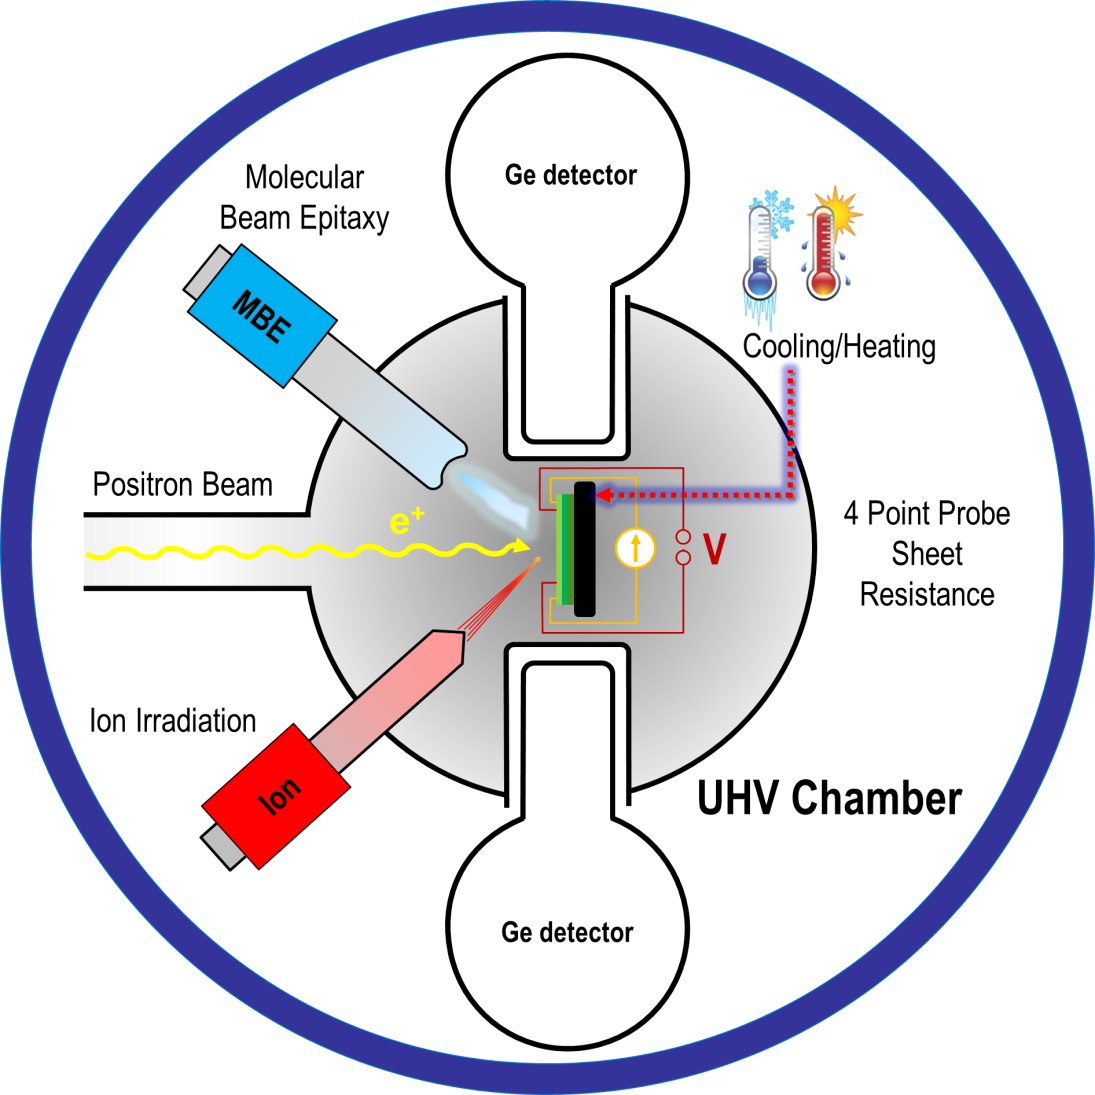 Ge detector
Molecular
Beam Epitaxy
MBE
Cooling/Heating
Positron Beam
e+
4 Point Probe
Sheet
Resistance
V
Ion Irradiation
Ion
UHV Chamber
Ge detector